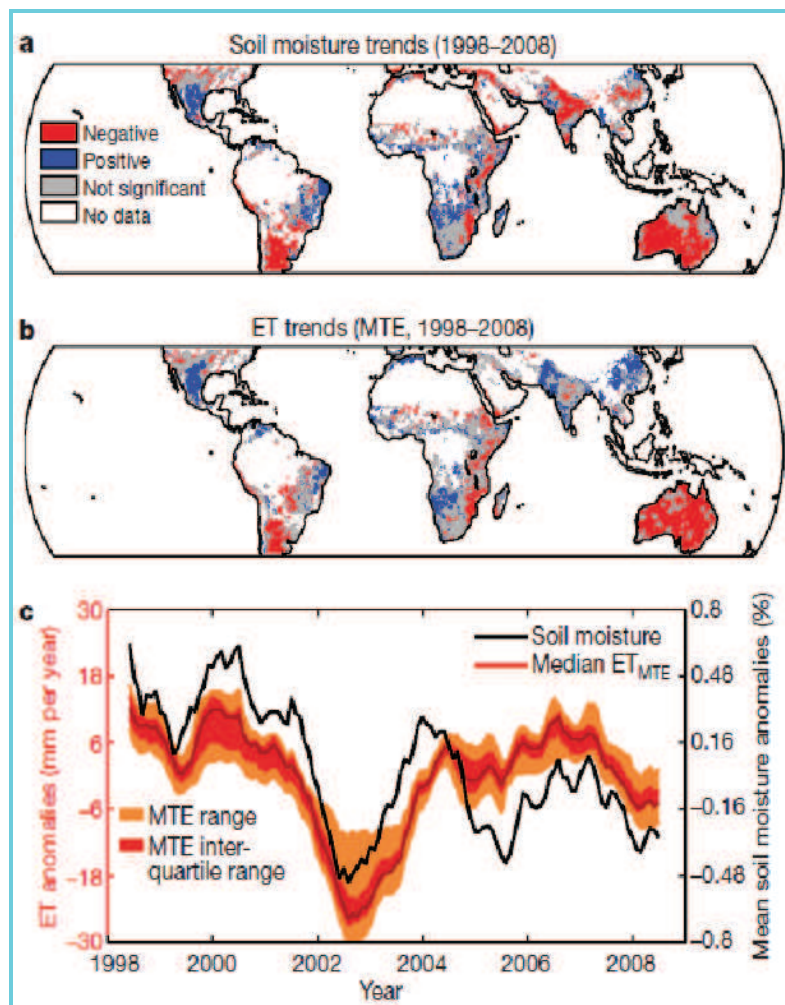 a
Soil moisture trends (1998–2008)
Negative
Positive
Not significant
No data
b
ET trends (MTE, 1998–2008)
c
30
18
6
−6
−18
−30
ET anomalies (mm per year)
Soil moisture
Median ET_MTE
MTE range
MTE inter-
quartile range
0.8
0.48
0.16
−0.16
−0.48
−0.8
Mean soil moisture anomalies (%)
1998 2000 2002 2004 2006 2008
Year